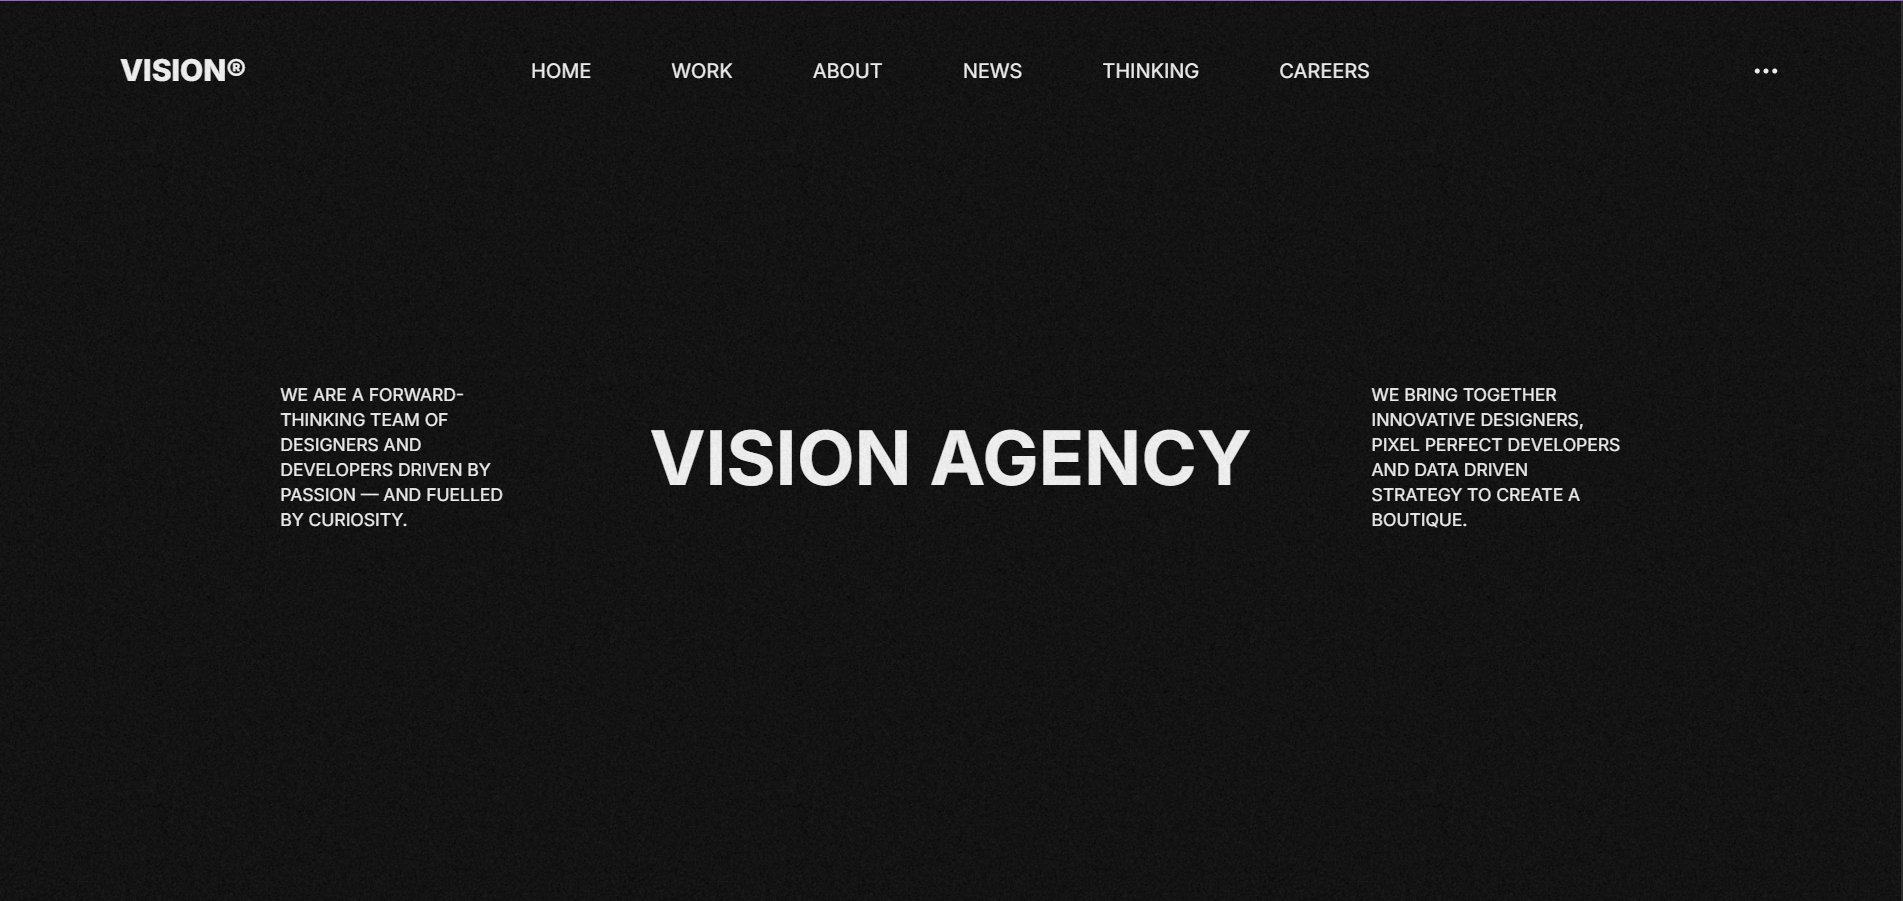 VISION®
HOME WORK ABOUT NEWS THINKING CAREERS
WE ARE A FORWARD-
THINKING TEAM OF
DESIGNERS AND
DEVELOPERS DRIVEN BY
PASSION — AND FUELLED
BY CURIOSITY.
VISION AGENCY
WE BRING TOGETHER
INNOVATIVE DESIGNERS,
PIXEL PERFECT DEVELOPERS
AND DATA DRIVEN
STRATEGY TO CREATE A
BOUTIQUE.